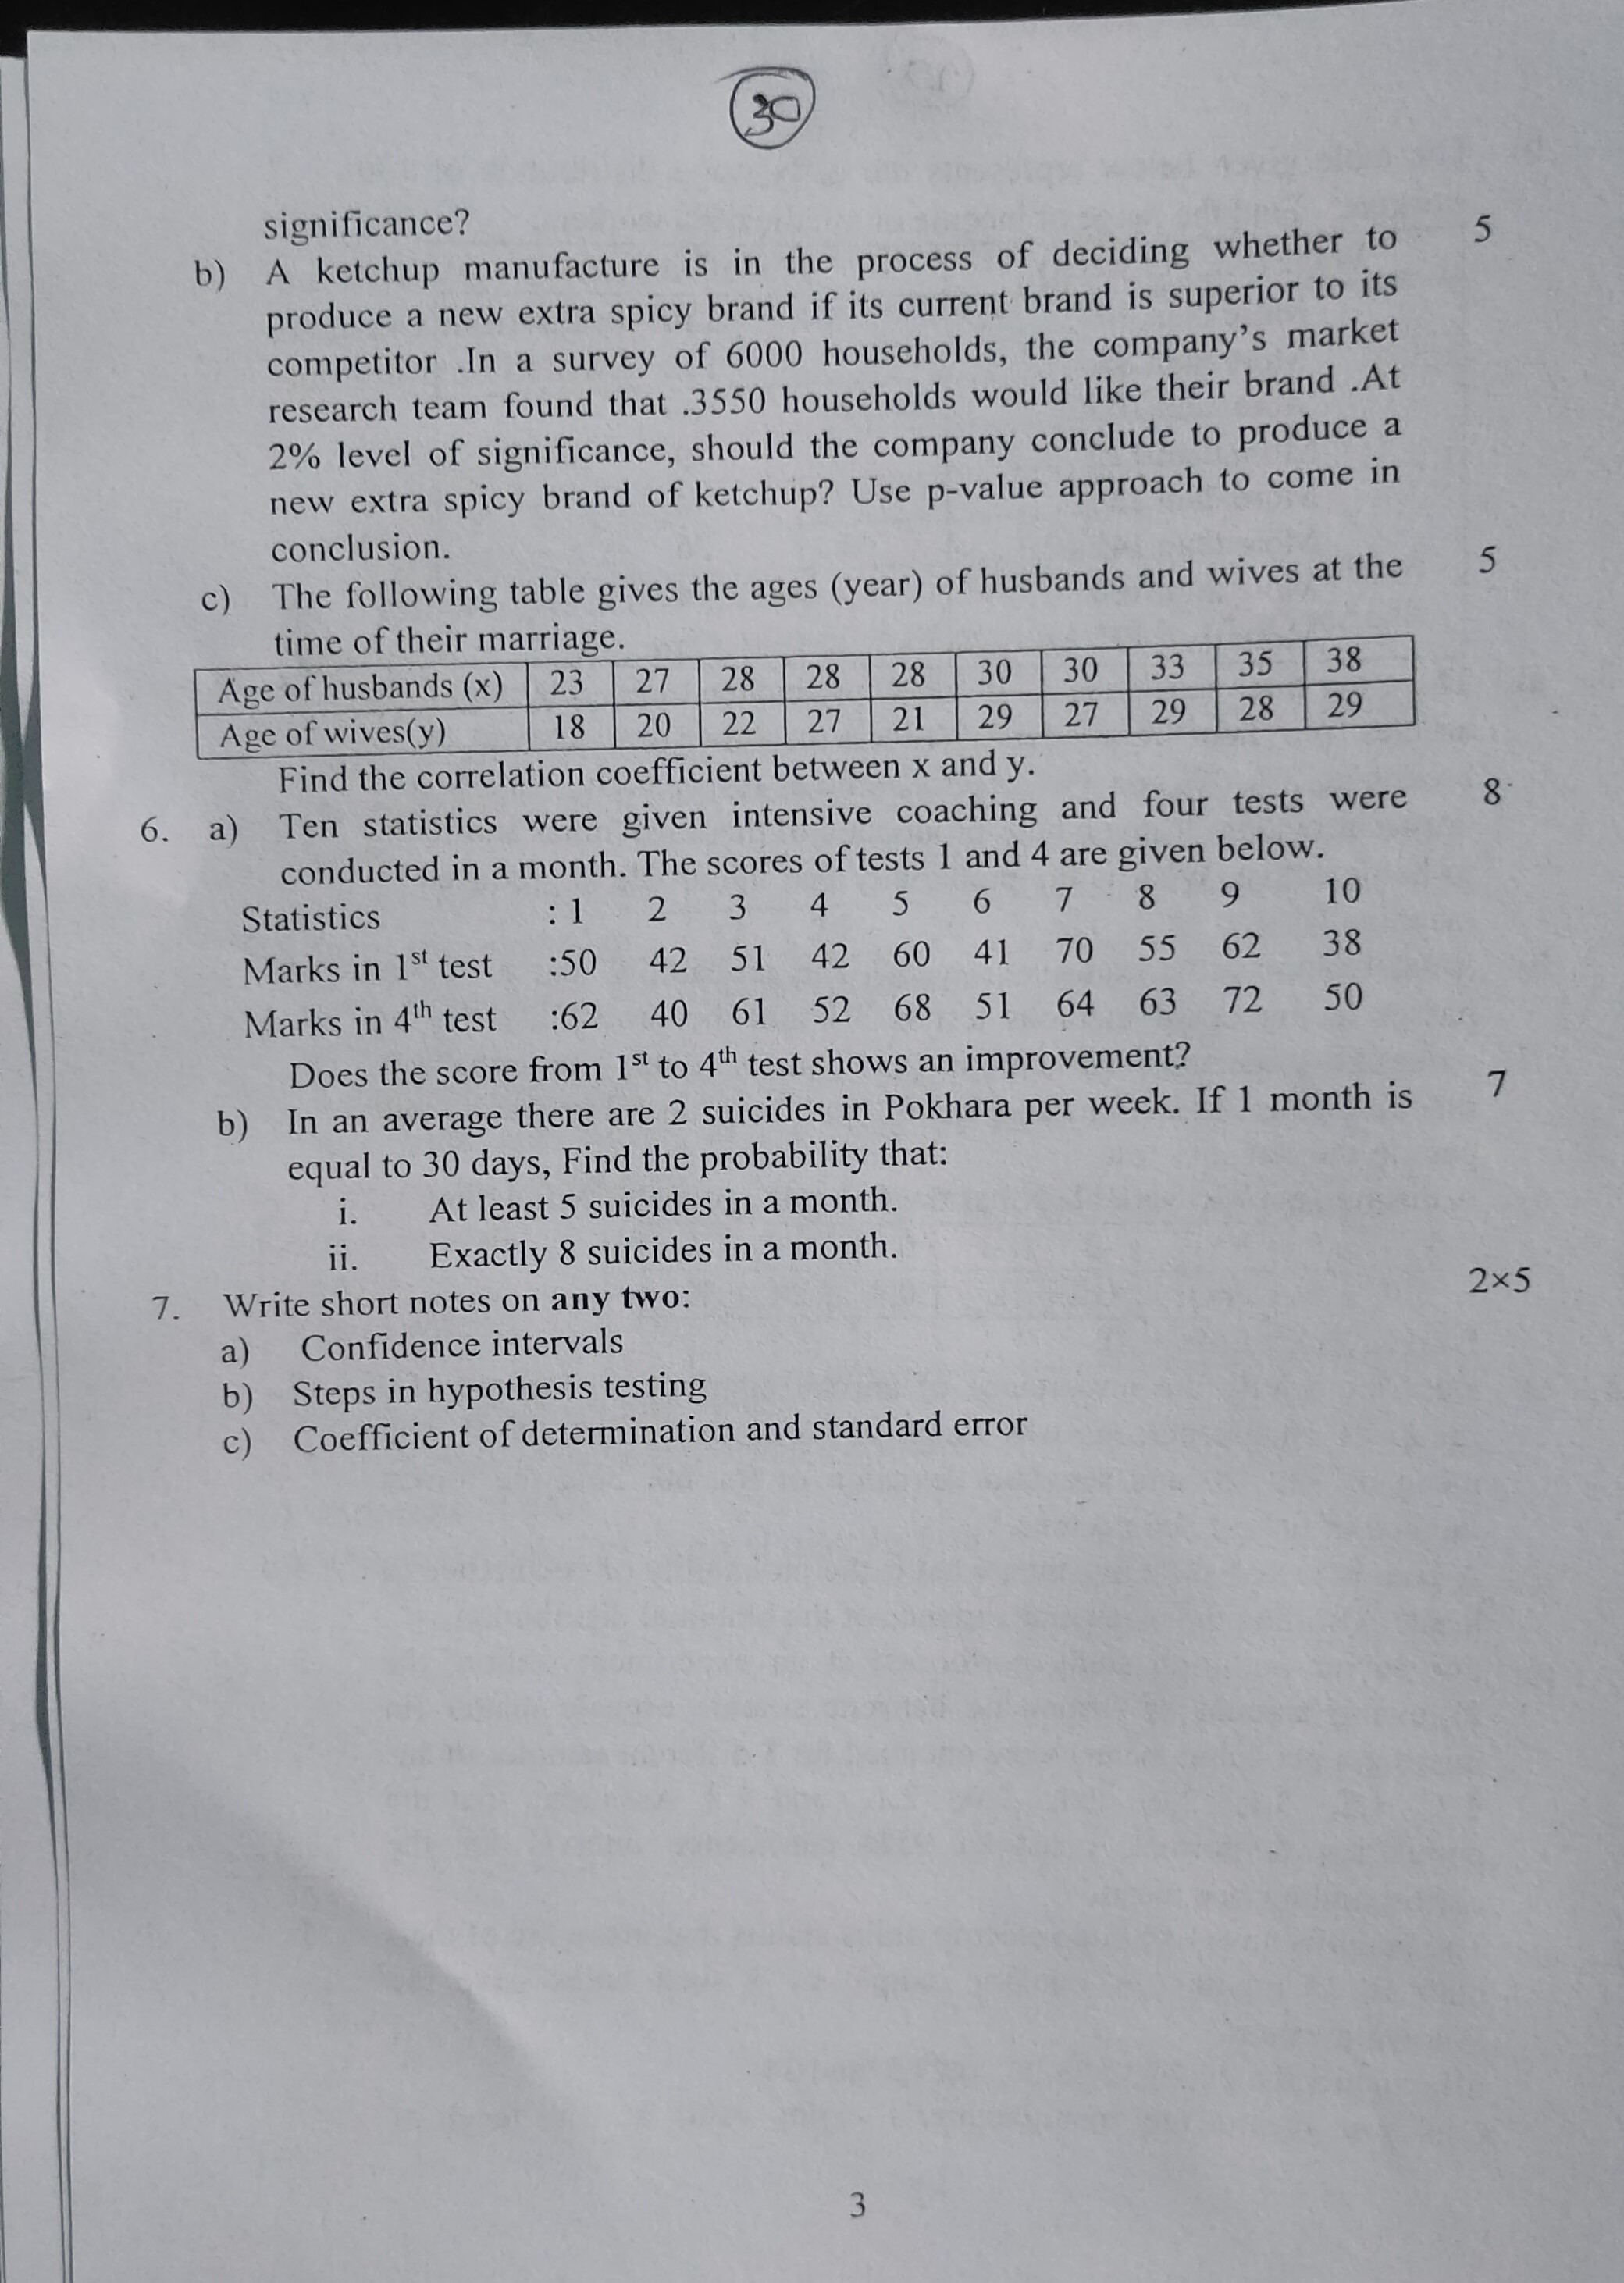 30
significance?
b) A ketchup manufacture is in the process of deciding whether to 5
produce a new extra spicy brand if its current brand is superior to its
competitor .In a survey of 6000 households, the company's market
research team found that .3550 households would like their brand .At
2% level of significance, should the company conclude to produce a
new extra spicy brand of ketchup? Use p-value approach to come in
conclusion.
c) The following table gives the ages (year) of husbands and wives at the 5
time of their marriage.
Age of husbands (x) 23 27 28 28 28 30 30 33 35 38
Age of wives(y) 18 20 22 27 21 29 27 29 28 29
Find the correlation coefficient between x and y.
6. a) Ten statistics were given intensive coaching and four tests were 8
conducted in a month. The scores of tests 1 and 4 are given below.
Statistics : 1 2 3 4 5 6 7 8 9 10
Marks in 1st test :50 42 51 42 60 41 70 55 62 38
Marks in 4th test :62 40 61 52 68 51 64 63 72 50
Does the score from 1st to 4th test shows an improvement?
b) In an average there are 2 suicides in Pokhara per week. If 1 month is 7
equal to 30 days, Find the probability that:
i. At least 5 suicides in a month.
ii. Exactly 8 suicides in a month.
7. Write short notes on any two: 2×5
a) Confidence intervals
b) Steps in hypothesis testing
c) Coefficient of determination and standard error
3